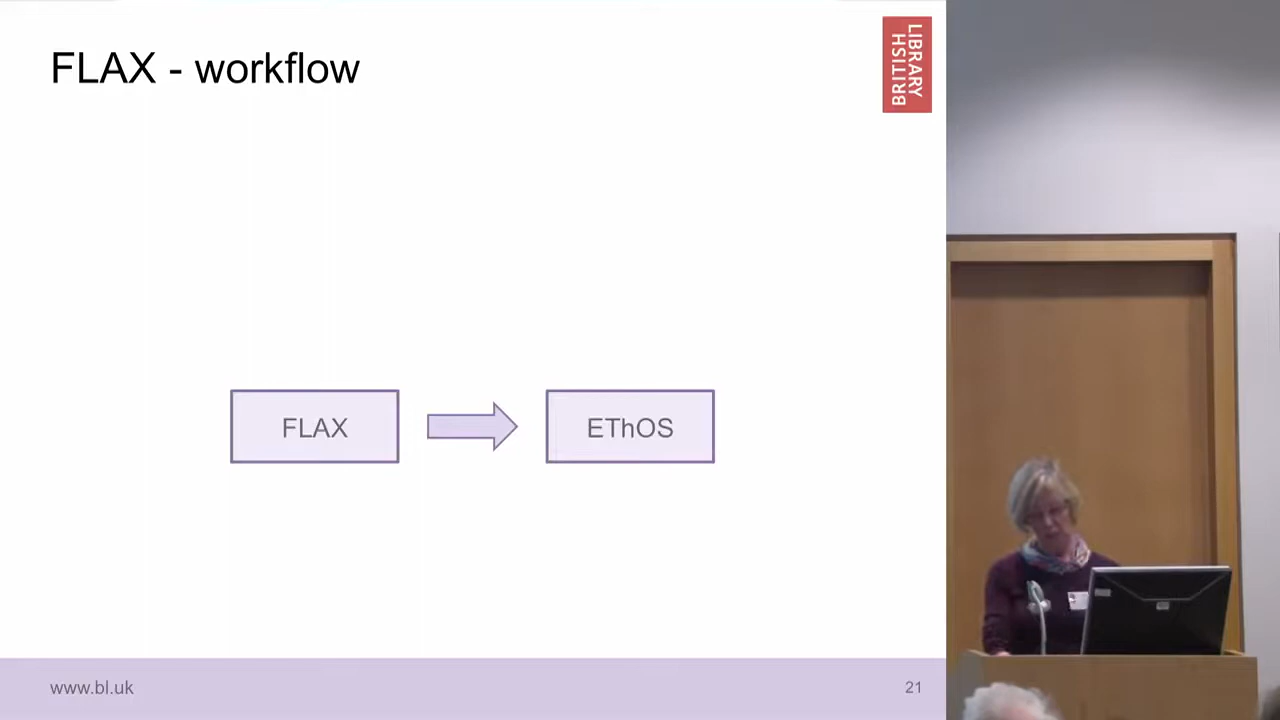 FLAX - workflow
LIBRARY
BRITISH
FLAX
EThOS
www.bl.uk
21